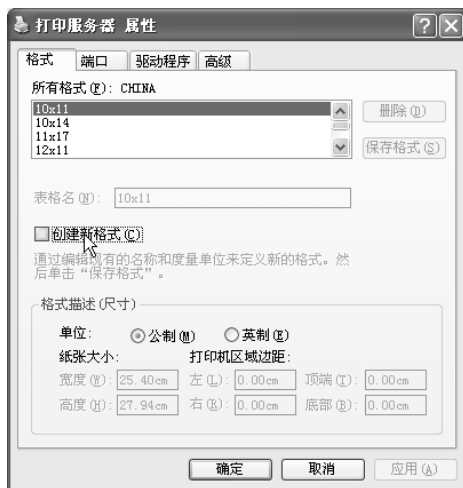 打印服务器 属性
格式 端口 驱动程序 高级
所有格式(F): CHINA
10x11
10x14
11x17
12x11
删除(D)
保存格式(S)
表格名(N): 10x11
创建新格式(C)
通过编辑现有的名称和度量单位来定义新的格式。然
后单击“保存格式”。
格式描述(尺寸)
单位: 公制(M) 英制(E)
纸张大小: 打印机区域边距:
宽度(W): 25.40cm 左(L): 0.00cm 顶端(T): 0.00cm
高度(H): 27.94cm 右(R): 0.00cm 底部(B): 0.00cm
确定 取消 应用(A)